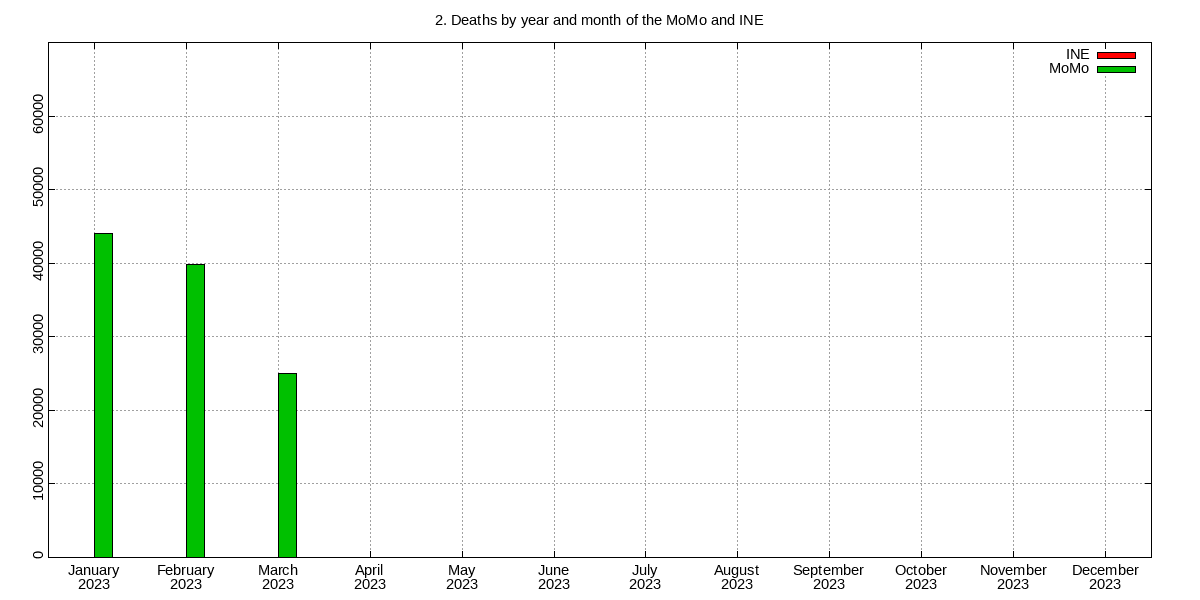 2. Deaths by year and month of the MoMo and INE
INE
MoMo
60000
50000
40000
30000
20000
10000
0
January February March April May June July August September October November December
2023 2023 2023 2023 2023 2023 2023 2023 2023 2023 2023 2023